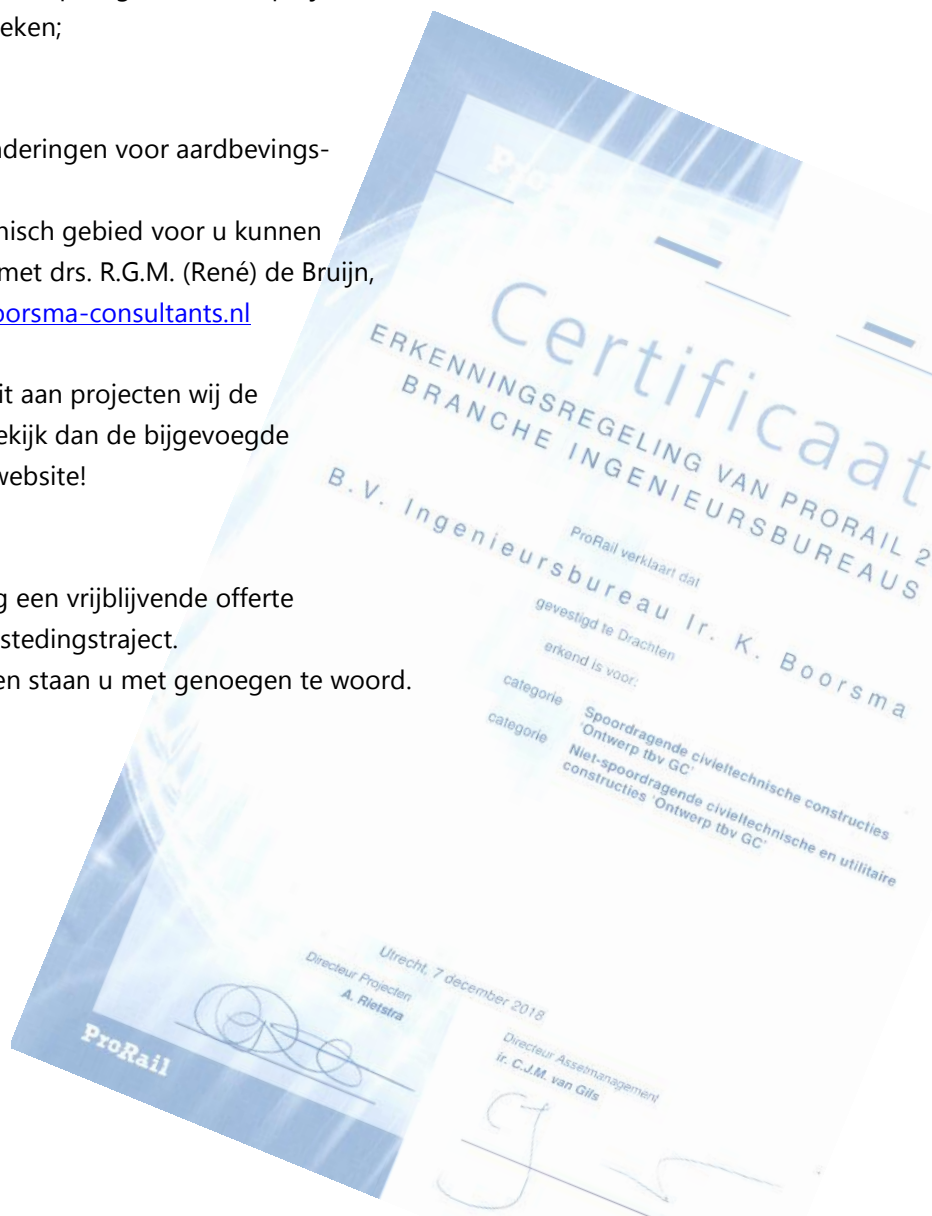 eken;
nderingen voor aardbevings-
nisch gebied voor u kunnen
met drs. R.G.M. (René) de Bruijn,
oorsma-consultants.nl
it aan projecten wij de
ekijk dan de bijgevoegde
website!
g een vrijblijvende offerte
stedingstraject.
en staan u met genoegen te woord.
Certificaat
ERKENNINGSREGELING VAN PRORAIL 2
BRANCHE INGENIEURSBUREAUS
ProRail verklaart dat
B.V. Ingenieursbureau Ir. K. Boorsma
gevestigd te Drachten
erkend is voor:
categorie Spoordragende civieltechnische constructies
'Ontwerp tbv GC'
categorie Niet-spoordragende civieltechnische en utilitaire
constructies 'Ontwerp tbv GC'
Utrecht, 7 december 2018
Directeur Projecten
A. Rietstra
Directeur Assetmanagement
ir. C.J.M. van Gils
ProRail